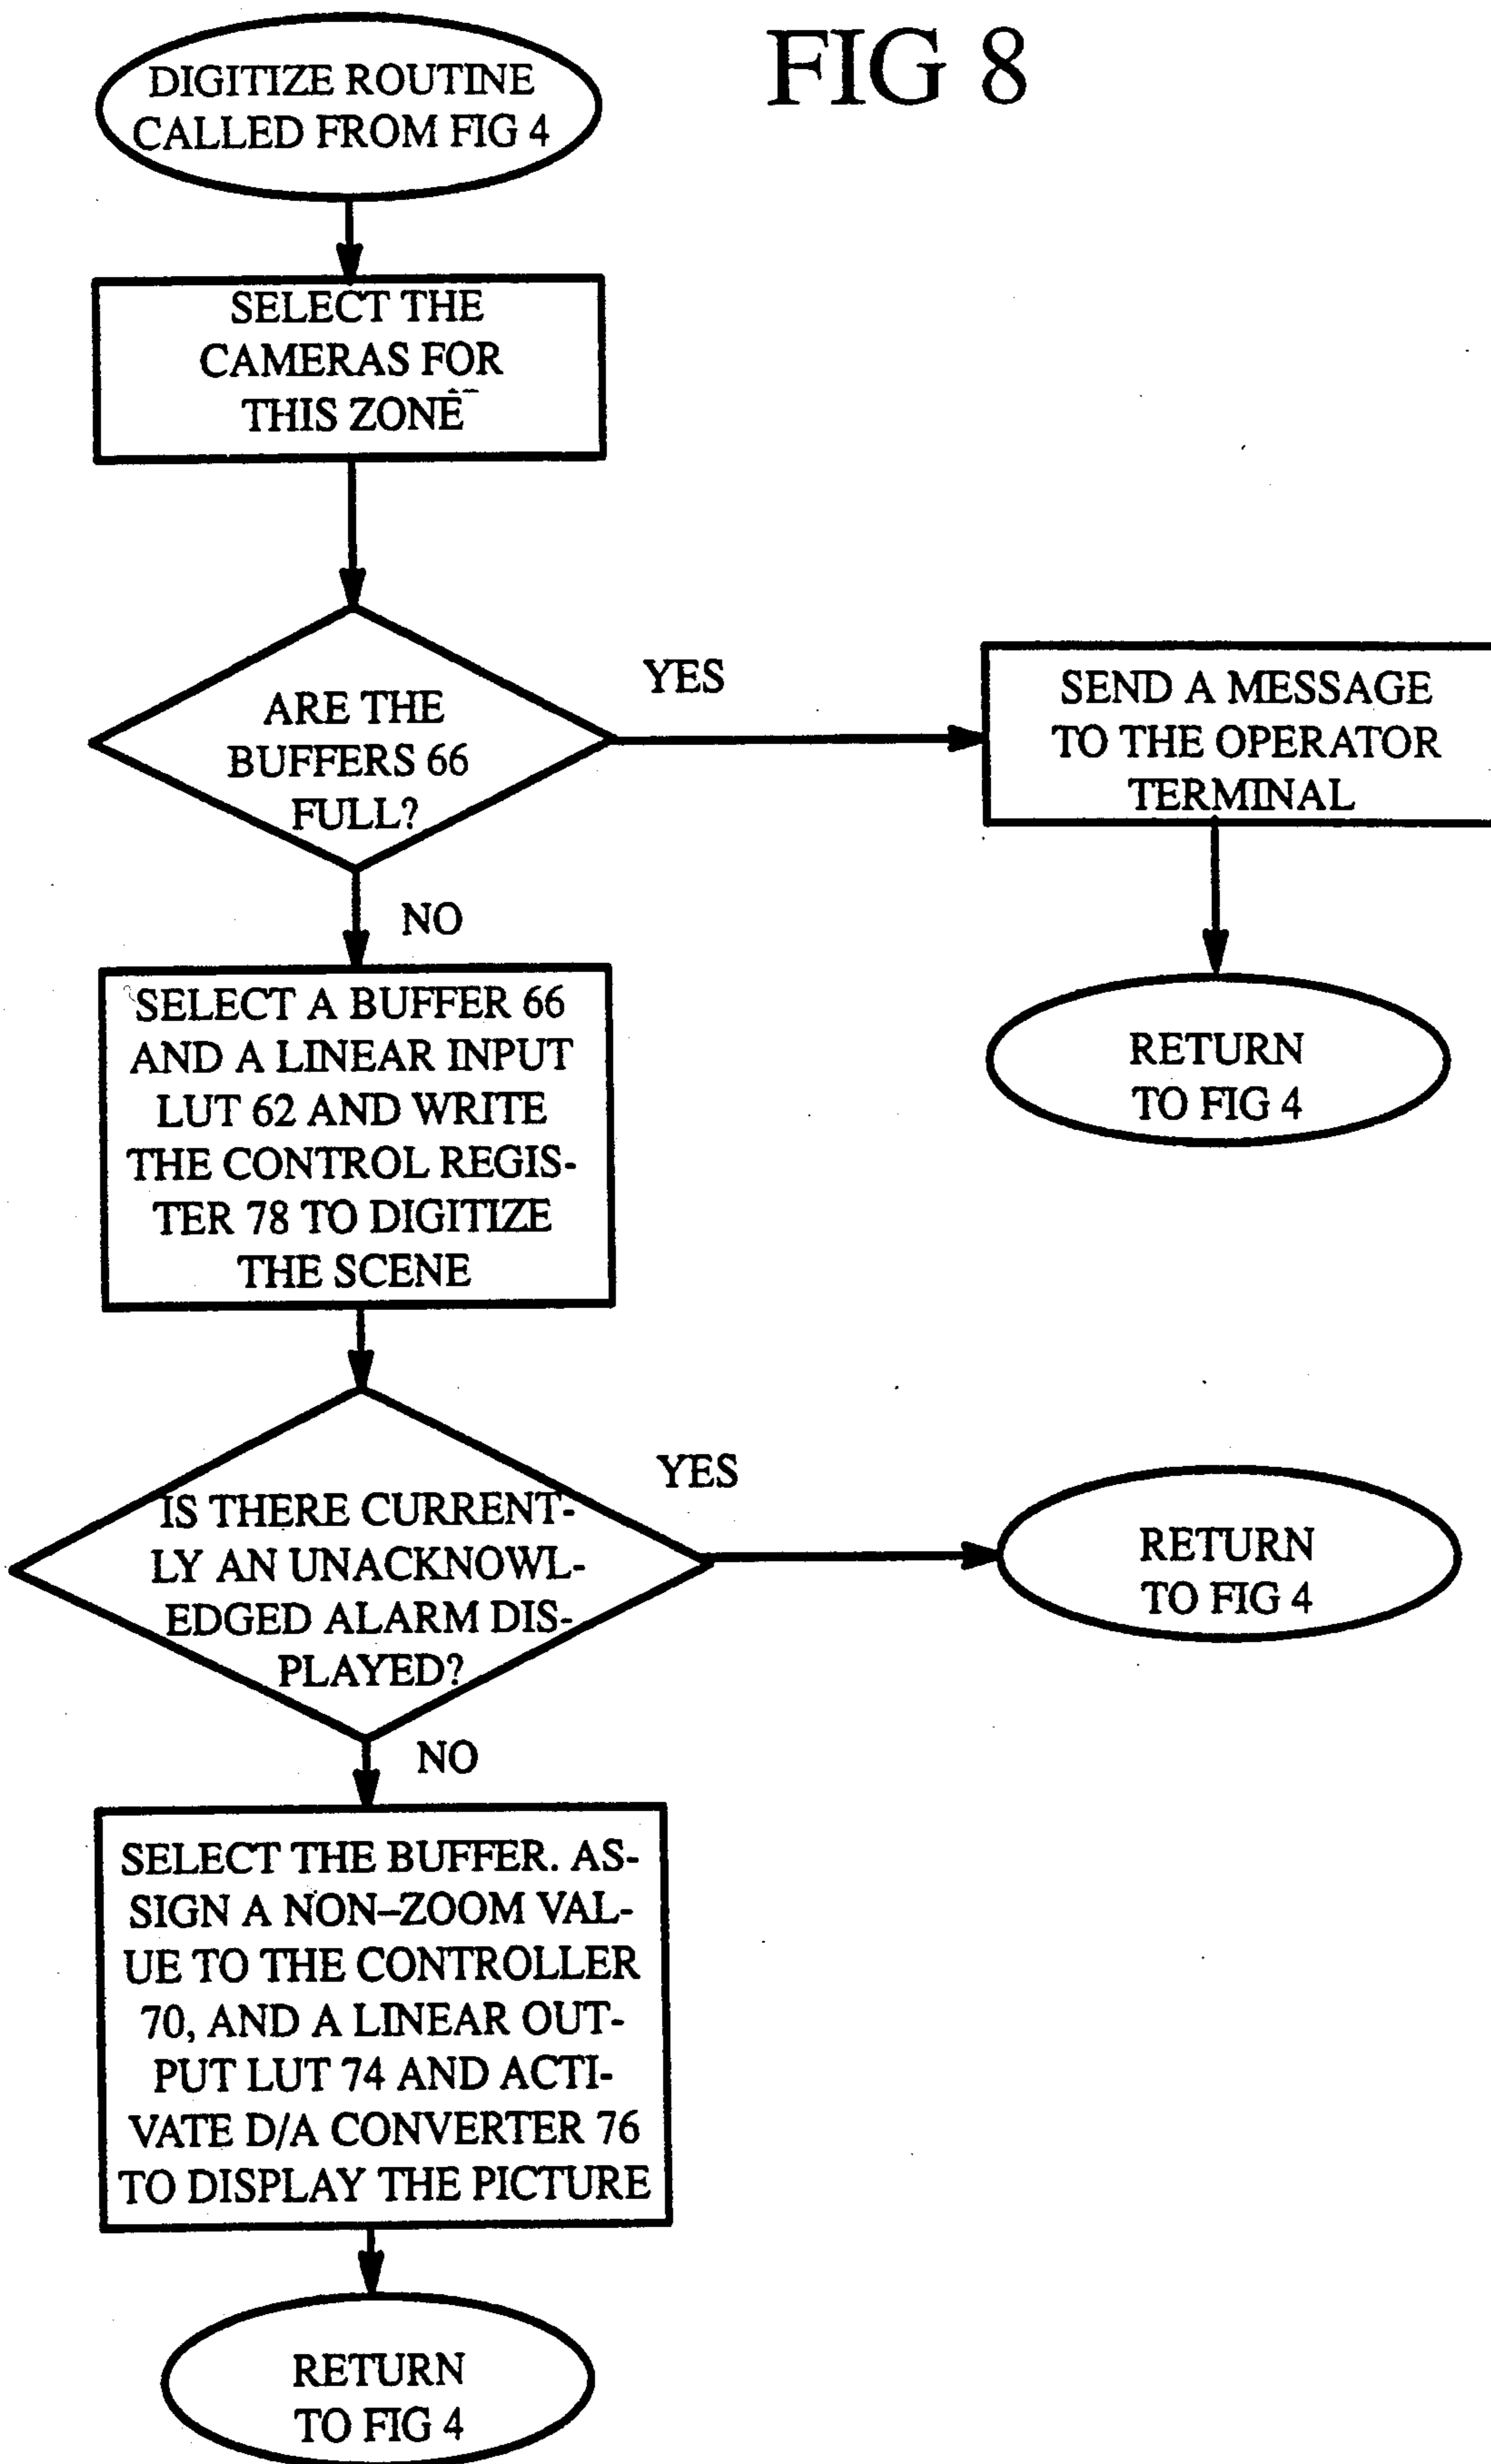 FIG 8
DIGITIZE ROUTINE
CALLED FROM FIG 4
SELECT THE
CAMERAS FOR
THIS ZONE
ARE THE
BUFFERS 66
FULL?
YES
SEND A MESSAGE
TO THE OPERATOR
TERMINAL
RETURN
TO FIG 4
NO
SELECT A BUFFER 66
AND A LINEAR INPUT
LUT 62 AND WRITE
THE CONTROL REGIS-
TER 78 TO DIGITIZE
THE SCENE
IS THERE CURRENT-
LY AN UNACKNOWL-
EDGED ALARM DIS-
PLAYED?
YES
RETURN
TO FIG 4
NO
SELECT THE BUFFER. AS-
SIGN A NON–ZOOM VAL-
UE TO THE CONTROLLER
70, AND A LINEAR OUT-
PUT LUT 74 AND ACTI-
VATE D/A CONVERTER 76
TO DISPLAY THE PICTURE
RETURN
TO FIG 4